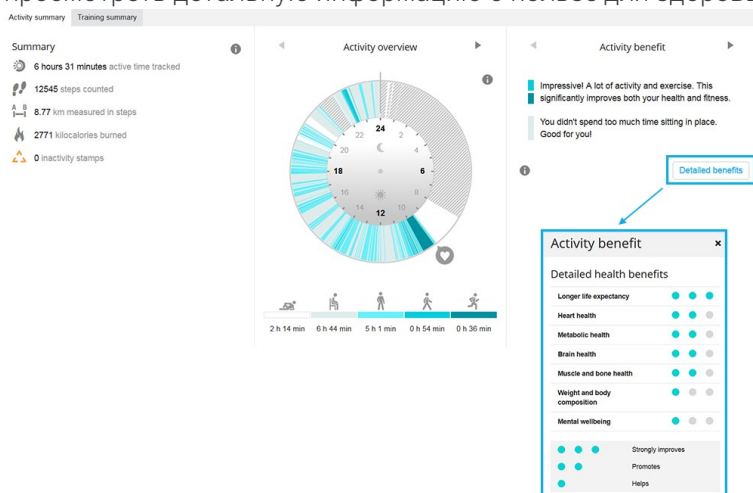 просмотреть детальную информацию о пользе для здоровья
Activity summary Training summary
Summary
6 hours 31 minutes active time tracked
12545 steps counted
A B
8.77 km measured in steps
2771 kilocalories burned
0 inactivity stamps
Activity overview
24
22 2
20 4
18 6
16 8
14 10
12
2 h 14 min 6 h 44 min 5 h 1 min 0 h 54 min 0 h 36 min
Activity benefit
Impressive! A lot of activity and exercise. This
significantly improves both your health and fitness.
You didn't spend too much time sitting in place.
Good for you!
Detailed benefits
Activity benefit ×
Detailed health benefits
Longer life expectancy
Heart health
Metabolic health
Brain health
Muscle and bone health
Weight and body
composition
Mental wellbeing
Strongly improves
Promotes
Helps